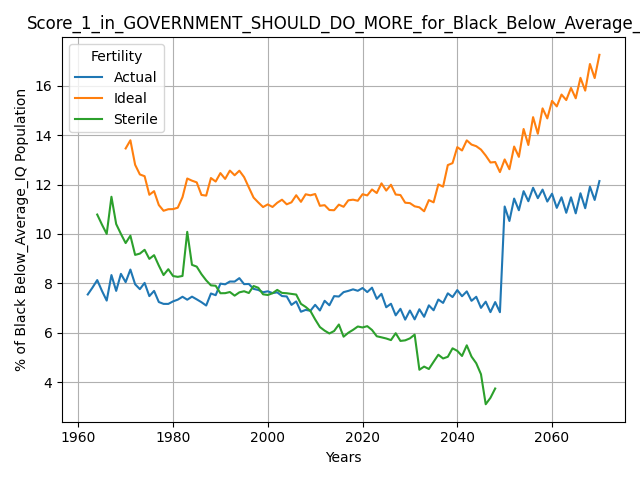 Score_1_in_GOVERNMENT_SHOULD_DO_MORE_for_Black_Below_Average_
Fertility
Actual
Ideal
Sterile
% of Black Below_Average_IQ Population
16
14
12
10
8
6
4
1960 1980 2000 2020 2040 2060
Years